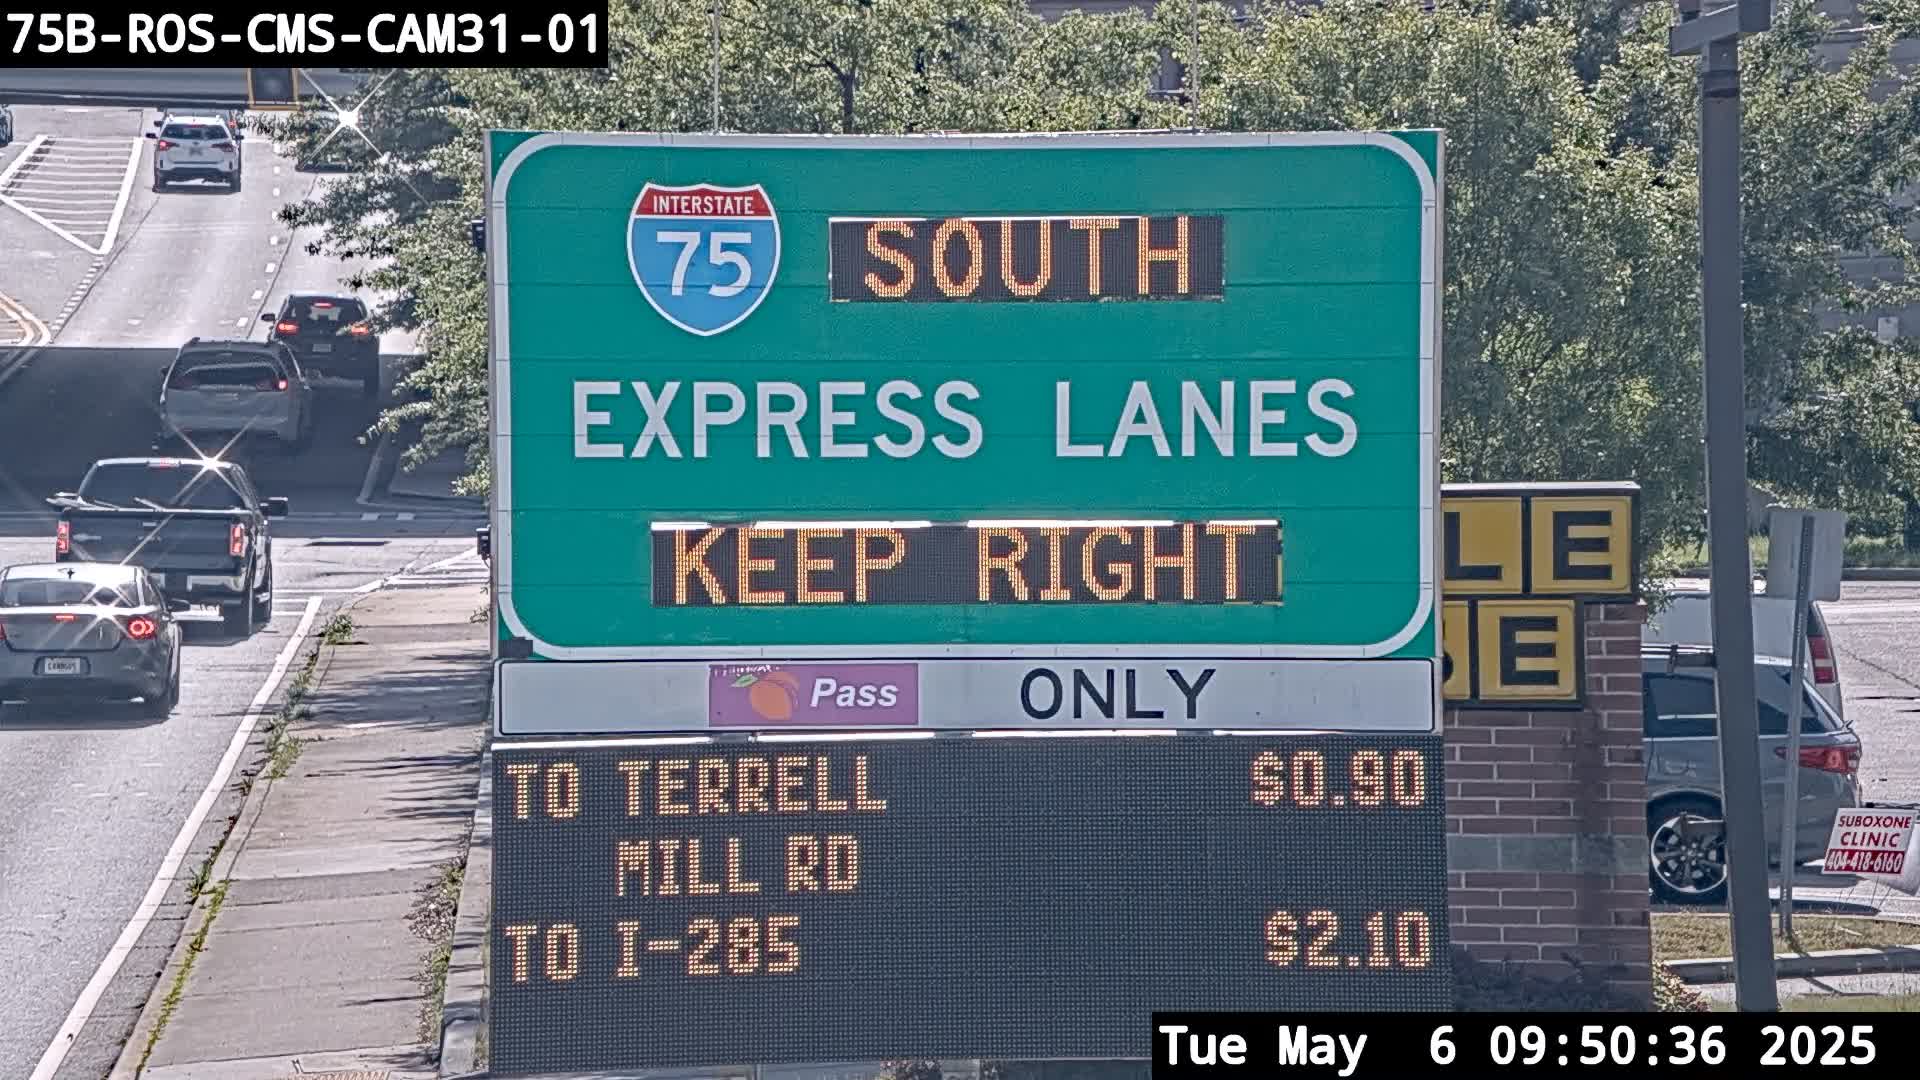 75B-ROS-CMS-CAM31-01
INTERSTATE
75
SOUTH
EXPRESS LANES
KEEP RIGHT
LE
E
Pass
ONLY
TO TERRELL $0.90
MILL RD
TO I-285 $2.10
SUBOXONE
CLINIC
404-418-6160
Tue May 6 09:50:36 2025